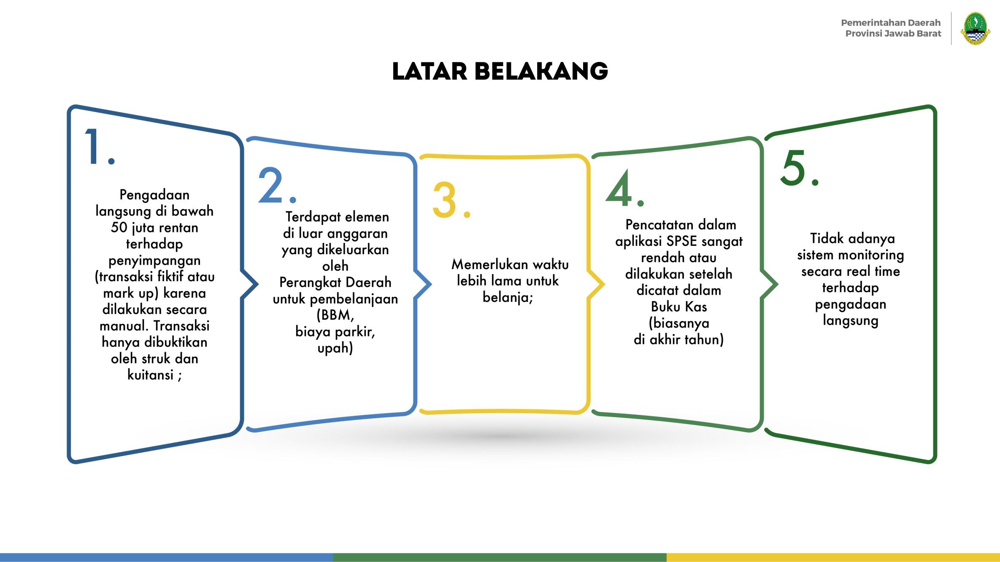 Pemerintahan Daerah
Provinsi Jawab Barat
LATAR BELAKANG
1.
Pengadaan
langsung di bawah
50 juta rentan
terhadap
penyimpangan
(transaksi fiktif atau
mark up) karena
dilakukan secara
manual. Transaksi
hanya dibuktikan
oleh struk dan
kuitansi ;
2.
Terdapat elemen
di luar anggaran
yang dikeluarkan
oleh
Perangkat Daerah
untuk pembelanjaan
(BBM,
biaya parkir,
upah)
3.
Memerlukan waktu
lebih lama untuk
belanja;
4.
Pencatatan dalam
aplikasi SPSE sangat
rendah atau
dilakukan setelah
dicatat dalam
Buku Kas
(biasanya
di akhir tahun)
5.
Tidak adanya
sistem monitoring
secara real time
terhadap
pengadaan
langsung